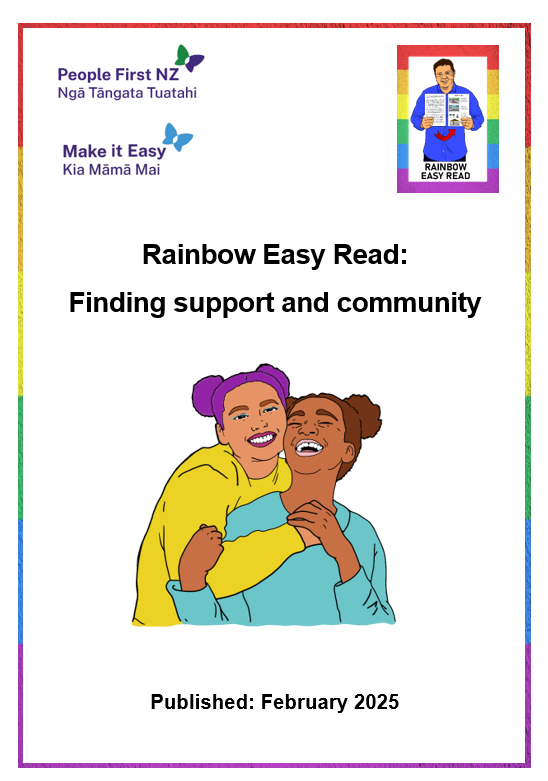 People First NZ
Ngā Tāngata Tuatahi
Make it Easy
Kia Māmā Mai
RAINBOW
EASY READ
Rainbow Easy Read:
Finding support and community
Published: February 2025